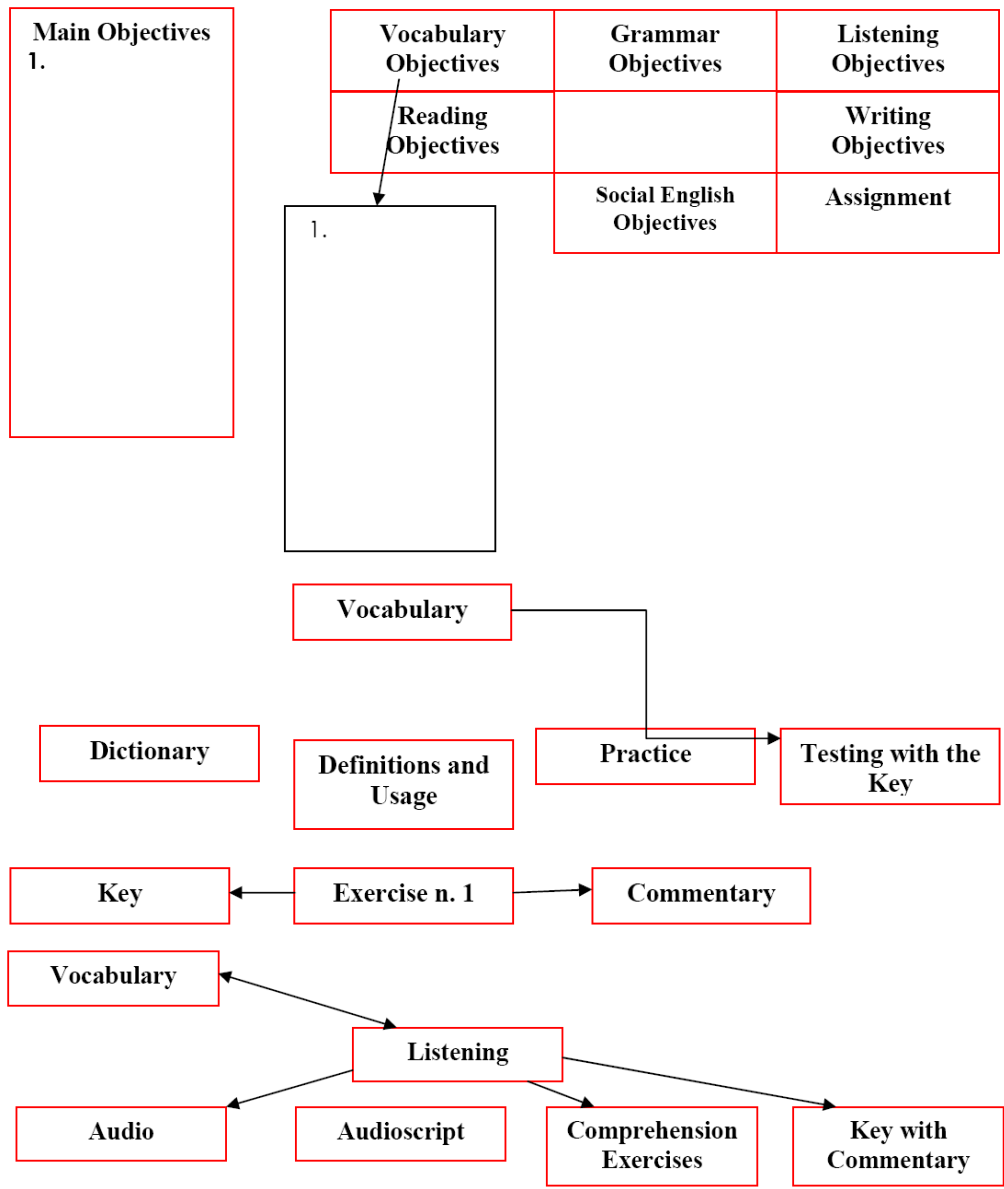 Main Objectives
1.
Vocabulary
Objectives
Grammar
Objectives
Listening
Objectives
Reading
Objectives
Writing
Objectives
Social English
Objectives
Assignment
1.
Vocabulary
Dictionary
Definitions and
Usage
Practice
Testing with the
Key
Key
Exercise n. 1
Commentary
Vocabulary
Listening
Audio
Audioscript
Comprehension
Exercises
Key with
Commentary